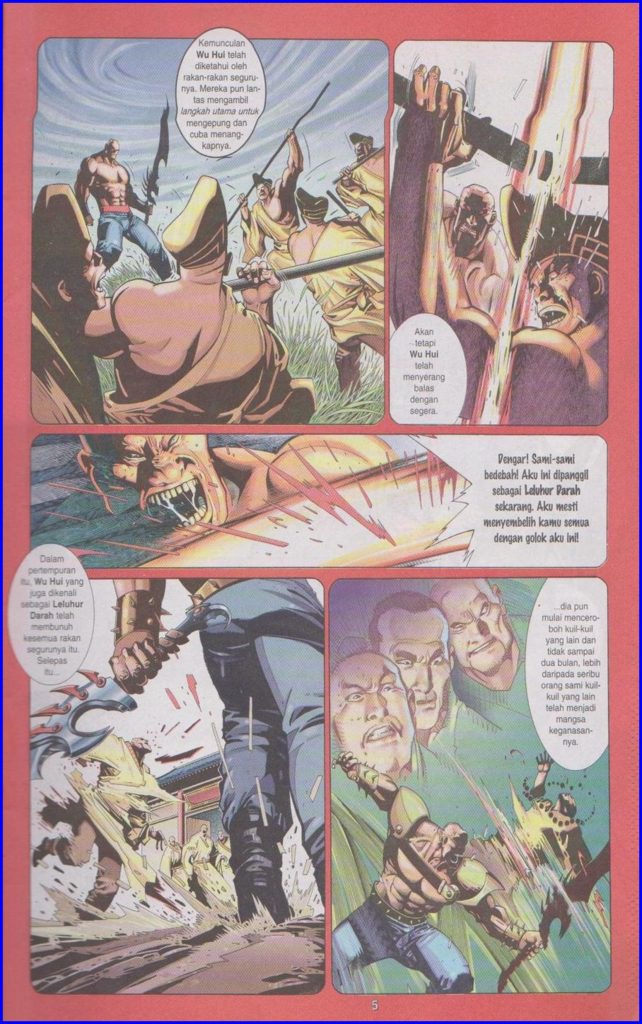 Kemunculan
Wu Hui telah
diketahui oleh
rakan-rakan seguru-
nya. Mereka pun lan-
tas mengambil
langkah utama untuk
mengepung dan
cuba menang-
kapnya.
Akan
tetapi
Wu Hui
telah
menyerang
balas
dengan
segera.
Dengar! Sami-sami
bedebah! Aku ini dipanggil
sebagai Leluhur Darah
sekarang. Aku mesti
menyembelih kamu semua
dengan golok aku ini!
Dalam
pertempuran
itu, Wu Hui yang
juga dikenali
sebagai Leluhur
Darah telah
membunuh
kesemua rakan
segurunya itu.
Selepas
itu...
...dia pun
mulai mencero-
boh kuil-kuil
yang lain dan
tidak sampai
dua bulan, lebih
daripada seribu
orang sami kuil-
kuil yang lain
telah menjadi
mangsa
keganasan-
nya.
5